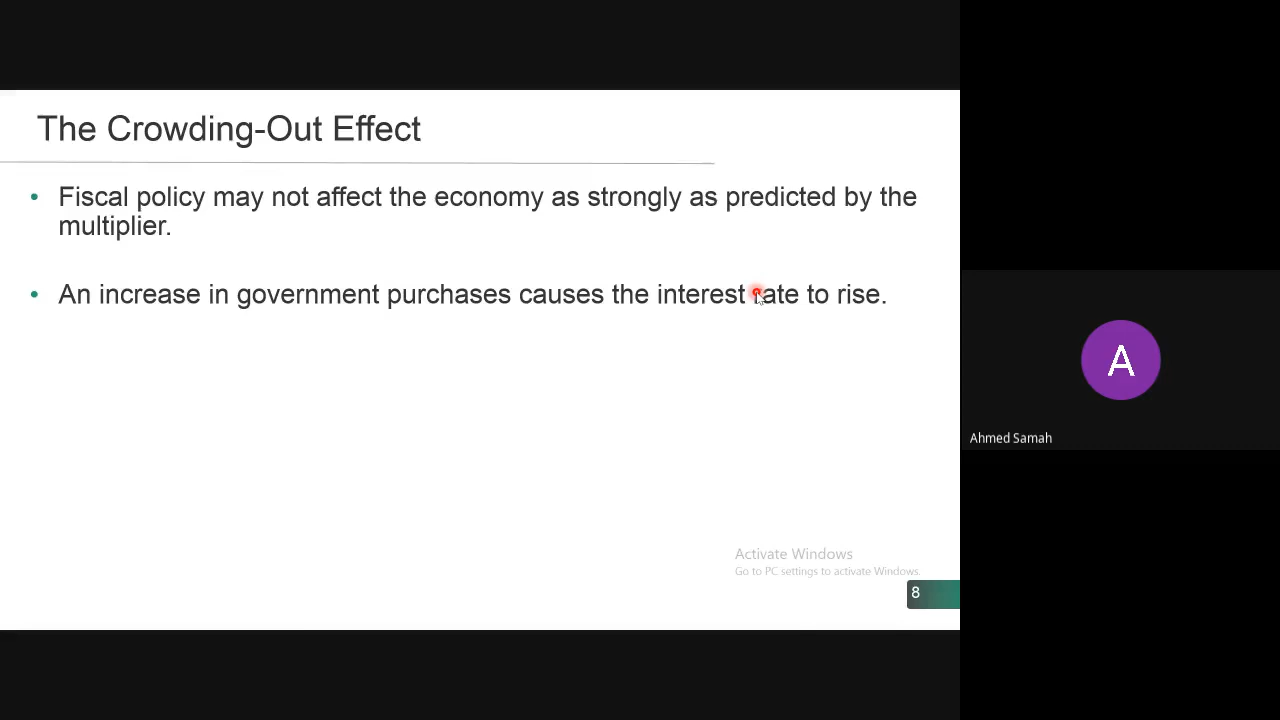 The Crowding-Out Effect
• Fiscal policy may not affect the economy as strongly as predicted by the
multiplier.
• An increase in government purchases causes the interest rate to rise.
A
Ahmed Samah
Activate Windows
Go to PC settings to activate Windows.
8